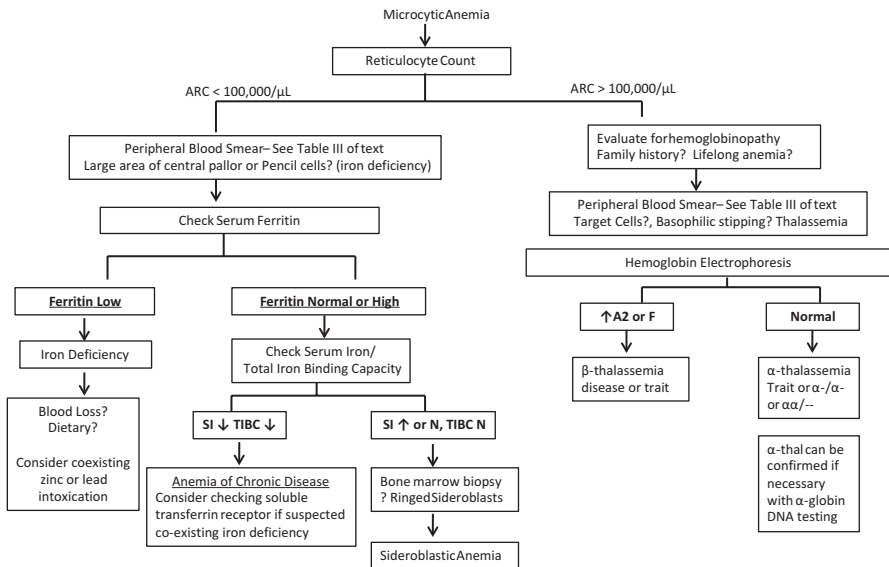 Microcytic Anemia
Reticulocyte Count
ARC < 100,000/µL
ARC > 100,000/µL
Peripheral Blood Smear– See Table III of text
Large area of central pallor or Pencil cells? (iron deficiency)
Evaluate forhemoglobinopathy
Family history?  Lifelong anemia?
Peripheral Blood Smear– See Table III of text
Target Cells?, Basophilic stipping? Thalassemia
Check Serum Ferritin
Hemoglobin Electrophoresis
Ferritin Low
Ferritin Normal or High
↑A2 or F
Normal
Iron Deficiency
Check Serum Iron/
Total Iron Binding Capacity
β-thalassemia
disease or trait
α-thalassemia
Trait or α-/α-
or αα/--
Blood Loss?
Dietary?
Consider coexisting
zinc or lead
intoxication
SI ↓ TIBC ↓
SI ↑ or N, TIBC N
Anemia of Chronic Disease
Consider checking soluble
transferrin receptor if suspected
co-existing iron deficiency
Bone marrow biopsy
? Ringed Sideroblasts
α-thal can be
confirmed if
necessary
with α-globin
DNA testing
Sideroblastic Anemia